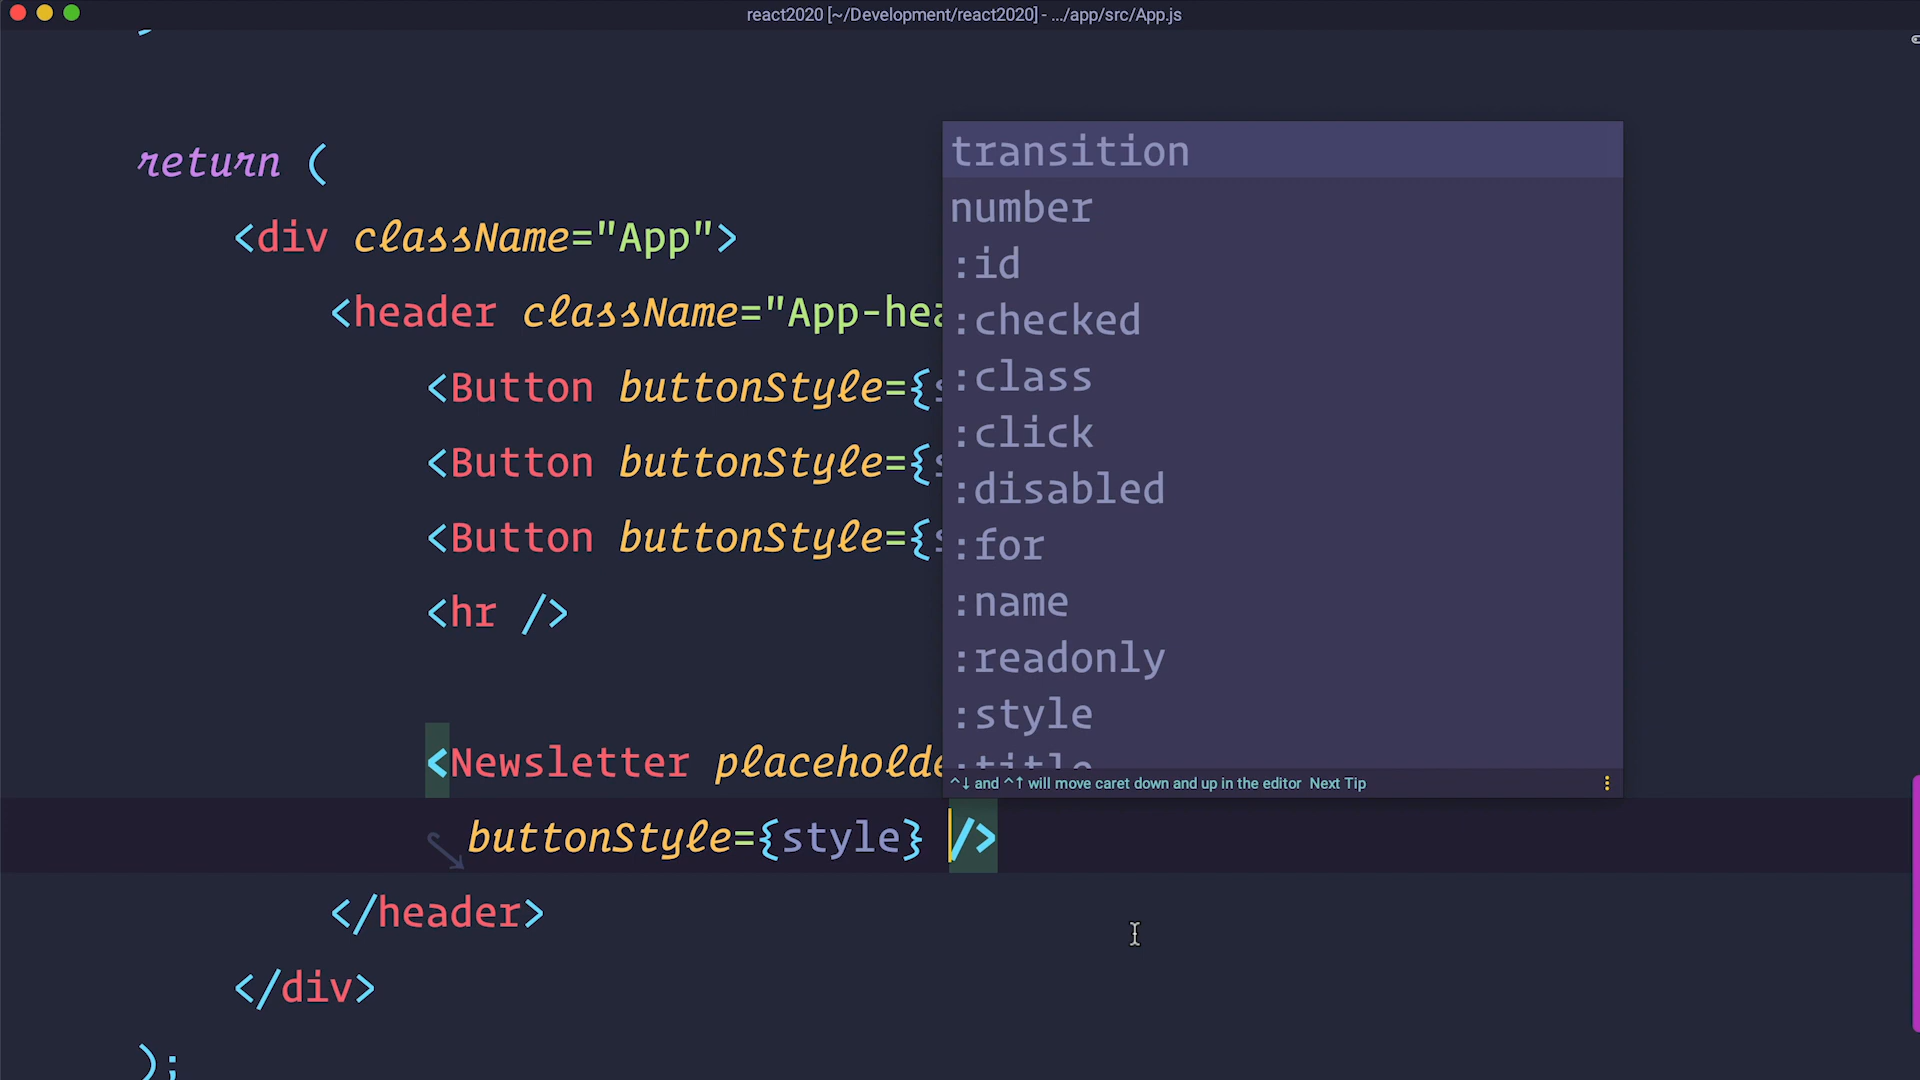 react2020 [~/Development/react2020] - .../app/src/App.js
return (
<div className="App">
<header className="App-hea
<Button buttonStyle={s
<Button buttonStyle={s
<Button buttonStyle={s
<hr />
<Newsletter placeholde
buttonStyle={style} />
</header>
</div>
);
transition
number
:id
:checked
:class
:click
:disabled
:for
:name
:readonly
:style
:title
^↓ and ^↑ will move caret down and up in the editor Next Tip